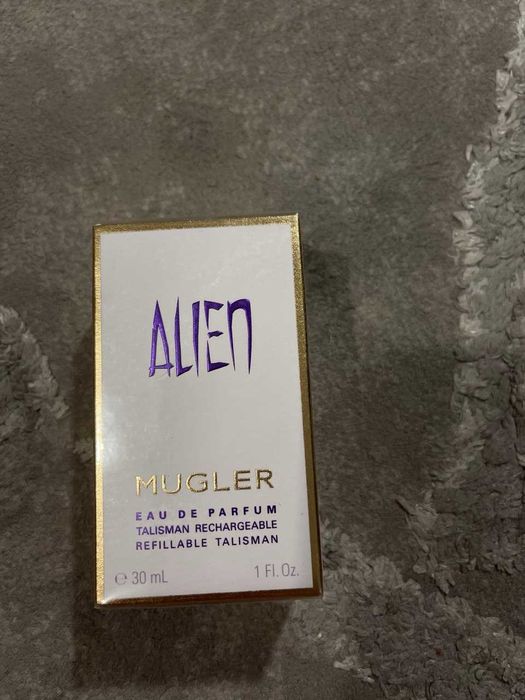 ALIEN
MUGLER
EAU DE PARFUM
TALISMAN RECHARGEABLE
REFILLABLE TALISMAN
℮ 30 mL 1 Fl. Oz.